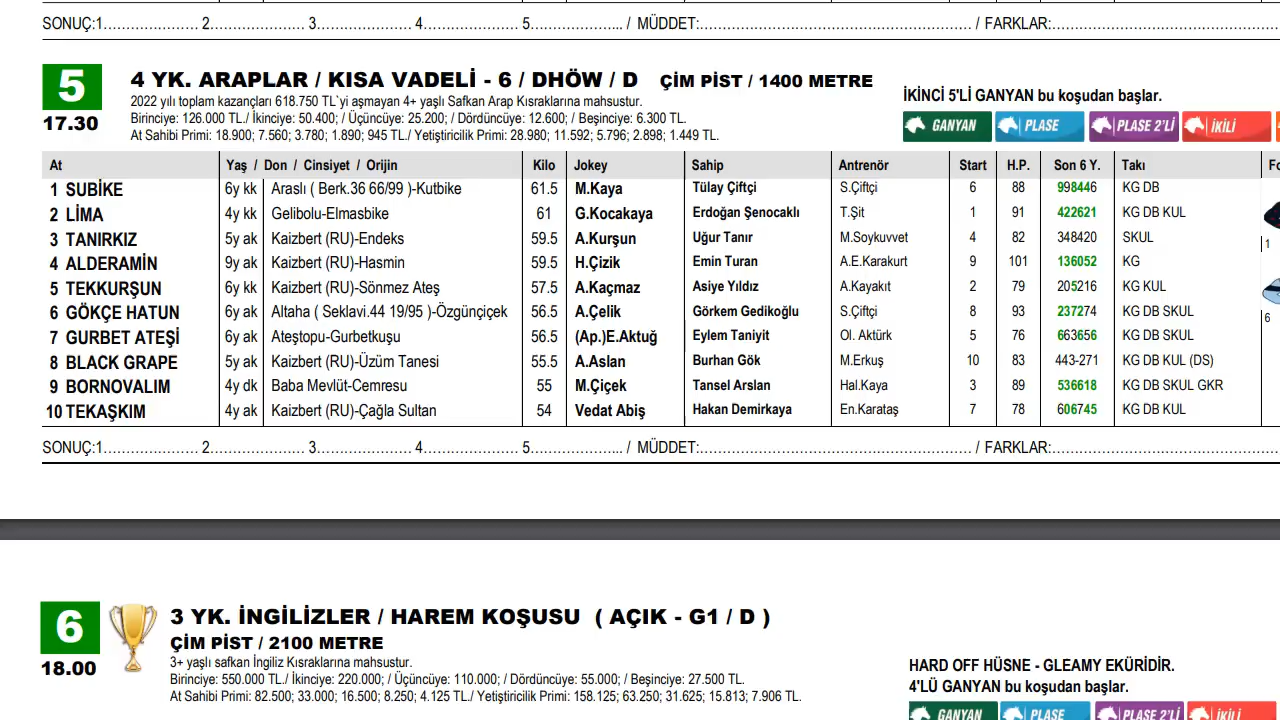 SONUÇ:1………………… 2………………… 3………………… 4………………… 5………………... / MÜDDET:……………………………………………… / FARKLAR:………………………………………
5 4 YK. ARAPLAR / KISA VADELİ - 6 / DHÖW / D ÇİM PİST / 1400 METRE
17.30
2022 yılı toplam kazançları 618.750 TL`yi aşmayan 4+ yaşlı Safkan Arap Kısraklarına mahsustur.
Birinciye: 126.000 TL./ İkinciye: 50.400; / Üçüncüye: 25.200; / Dördüncüye: 12.600; / Beşinciye: 6.300 TL.
At Sahibi Primi: 18.900; 7.560; 3.780; 1.890; 945 TL./ Yetiştiricilik Primi: 28.980; 11.592; 5.796; 2.898; 1.449 TL.
İKİNCİ 5'Lİ GANYAN bu koşudan başlar.
GANYAN PLASE PLASE 2'Lİ İKİLİ
At Yaş / Don / Cinsiyet / Orijin Kilo Jokey Sahip Antrenör Start H.P. Son 6 Y. Takı Fo
1 SUBİKE 6y kk Araslı ( Berk.36 66/99 )-Kutbike 61.5 M.Kaya Tülay Çiftçi S.Çiftçi 6 88 998446 KG DB
2 LİMA 4y kk Gelibolu-Elmasbike 61 G.Kocakaya Erdoğan Şenocaklı T.Şit 1 91 422621 KG DB KUL
3 TANIRKIZ 5y ak Kaizbert (RU)-Endeks 59.5 A.Kurşun Uğur Tanır M.Soykuvvet 4 82 348420 SKUL 1
4 ALDERAMİN 9y ak Kaizbert (RU)-Hasmin 59.5 H.Çizik Emin Turan A.E.Karakurt 9 101 136052 KG
5 TEKKURŞUN 6y kk Kaizbert (RU)-Sönmez Ateş 57.5 A.Kaçmaz Asiye Yıldız A.Kayakıt 2 79 205216 KG KUL
6 GÖKÇE HATUN 6y ak Altaha ( Seklavi.44 19/95 )-Özgünçiçek 56.5 A.Çelik Görkem Gedikoğlu S.Çiftçi 8 93 237274 KG DB SKUL 6
7 GURBET ATEŞİ 6y ak Ateştopu-Gurbetkuşu 56.5 (Ap.)E.Aktuğ Eylem Taniyit Ol. Aktürk 5 76 663656 KG DB SKUL
8 BLACK GRAPE 5y ak Kaizbert (RU)-Üzüm Tanesi 55.5 A.Aslan Burhan Gök M.Erkuş 10 83 443-271 KG DB KUL (DS)
9 BORNOVALIM 4y dk Baba Mevlüt-Cemresu 55 M.Çiçek Tansel Arslan Hal.Kaya 3 89 536618 KG DB SKUL GKR
10 TEKAŞKIM 4y ak Kaizbert (RU)-Çağla Sultan 54 Vedat Abiş Hakan Demirkaya En.Karataş 7 78 606745 KG DB KUL
SONUÇ:1………………… 2………………… 3………………… 4………………… 5………………... / MÜDDET:……………………………………………… / FARKLAR:………………………………………
6 3 YK. İNGİLİZLER / HAREM KOŞUSU ( AÇIK - G1 / D )
18.00
ÇİM PİST / 2100 METRE
3+ yaşlı safkan İngiliz Kısraklarına mahsustur.
Birinciye: 550.000 TL./ İkinciye: 220.000; / Üçüncüye: 110.000; / Dördüncüye: 55.000; / Beşinciye: 27.500 TL.
At Sahibi Primi: 82.500; 33.000; 16.500; 8.250; 4.125 TL./ Yetiştiricilik Primi: 158.125; 63.250; 31.625; 15.813; 7.906 TL.
HARD OFF HÜSNE - GLEAMY EKÜRİDİR.
4'LÜ GANYAN bu koşudan başlar.
GANYAN PLASE PLASE 2'Lİ İKİLİ